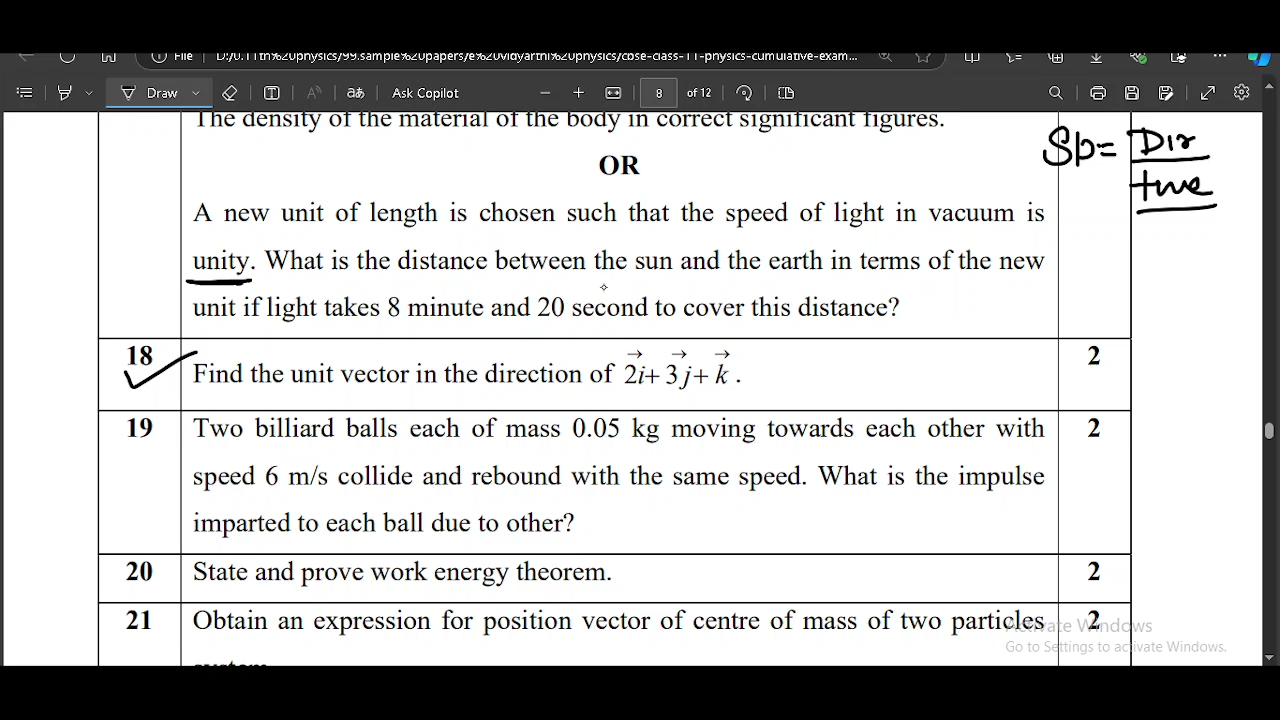 File D:/0.11th%20physics/99.sample%20papers/e%20vidyarthi%20physics/cbse-class-11-physics-cumulative-exam...
Draw Ask Copilot 8 of 12
The density of the material of the body in correct significant figures.
OR
Sp = Dis
time
A new unit of length is chosen such that the speed of light in vacuum is
unity. What is the distance between the sun and the earth in terms of the new
unit if light takes 8 minute and 20 second to cover this distance?
18 Find the unit vector in the direction of 2i+ 3j+ k . 2
19 Two billiard balls each of mass 0.05 kg moving towards each other with 2
speed 6 m/s collide and rebound with the same speed. What is the impulse
imparted to each ball due to other?
20 State and prove work energy theorem. 2
21 Obtain an expression for position vector of centre of mass of two particles 2
system
Activate Windows
Go to Settings to activate Windows.